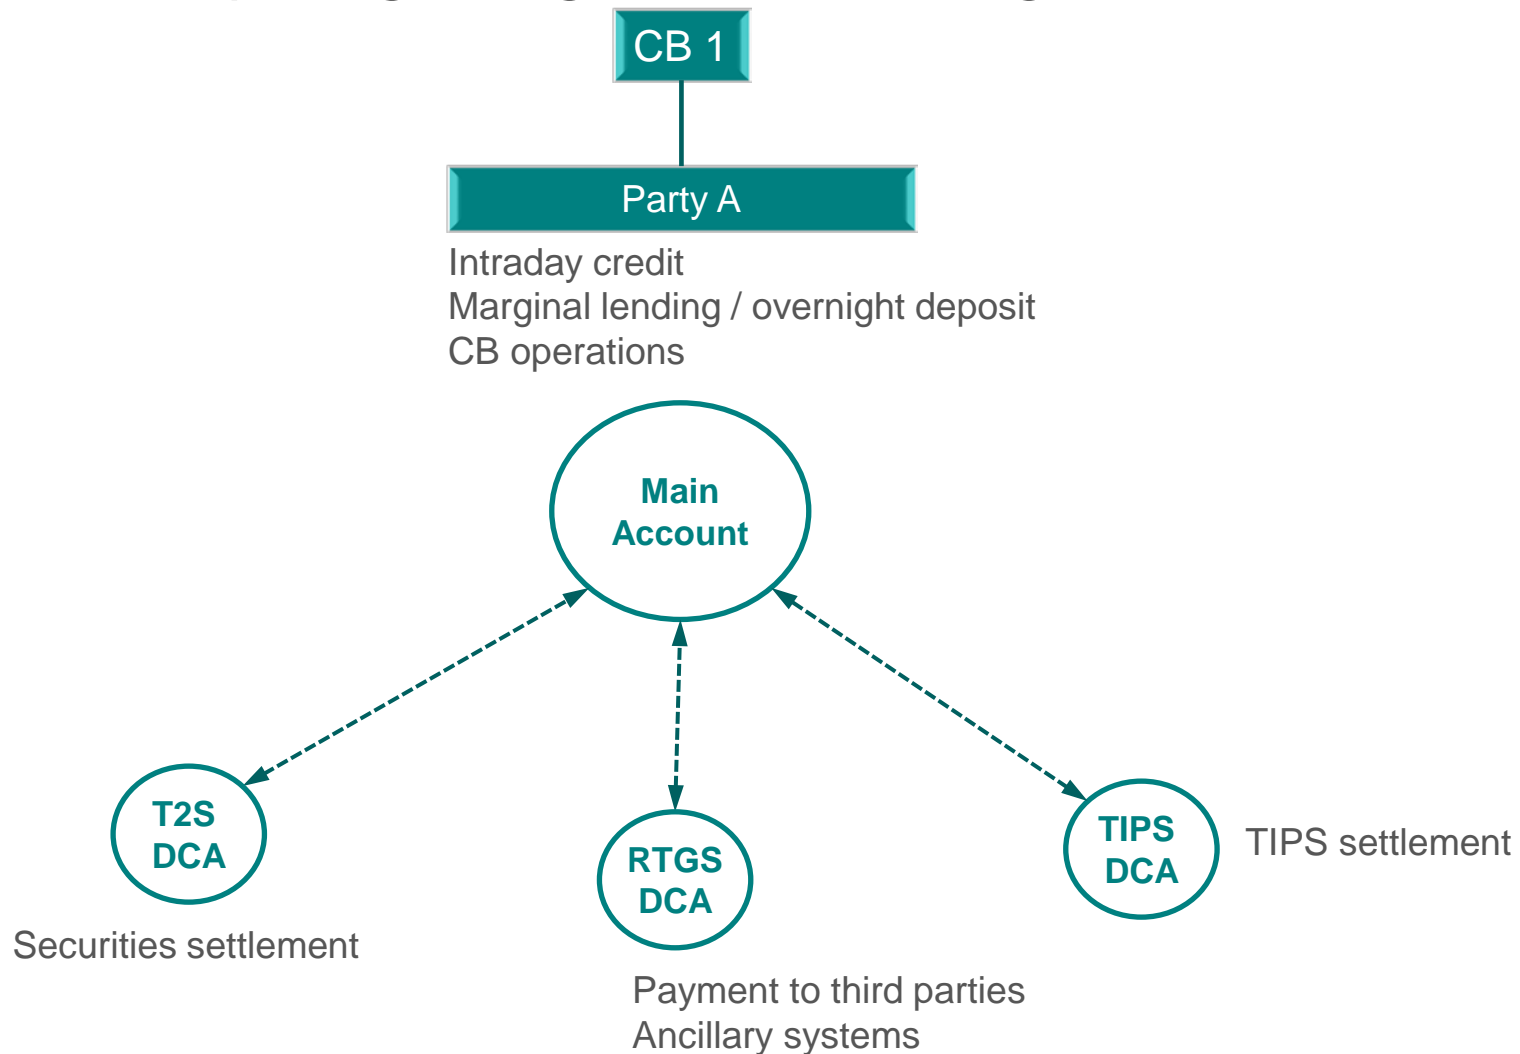 CB 1
Party A
Intraday credit
Marginal lending / overnight deposit
CB operations
Main
Account
T2S
DCA
RTGS
DCA
TIPS
DCA
TIPS settlement
Securities settlement
Payment to third parties
Ancillary systems